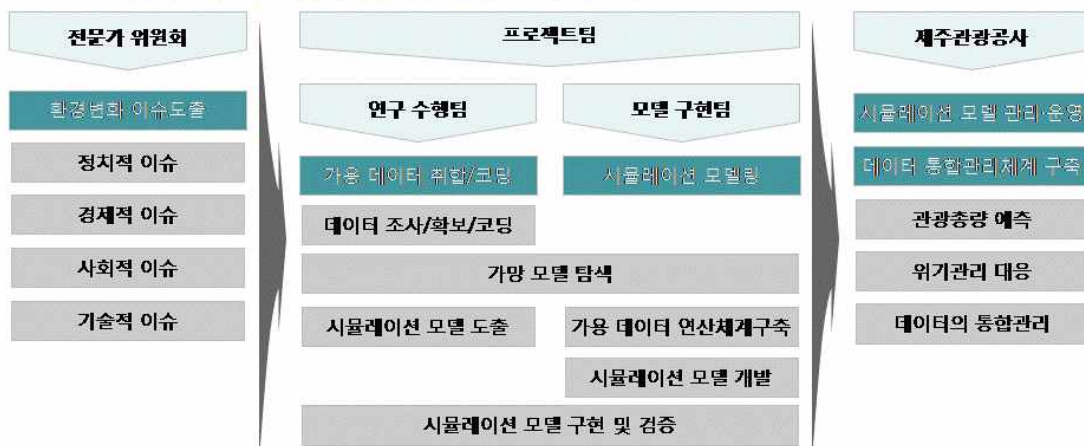 전문가 위원회
환경변화 이슈도출
정치적 이슈
경제적 이슈
사회적 이슈
기술적 이슈
프로젝트팀
연구 수행팀
모델 구현팀
가용 데이터 취합/코딩
시뮬레이션 모델링
데이터 조사/확보/코딩
가망 모델 탐색
시뮬레이션 모델 도출
가용 데이터 연산체계구축
시뮬레이션 모델 개발
시뮬레이션 모델 구현 및 검증
제주관광공사
시뮬레이션 모델 관리·운영
데이터 통합관리체계 구축
관광총량 예측
위기관리 대응
데이터의 통합관리